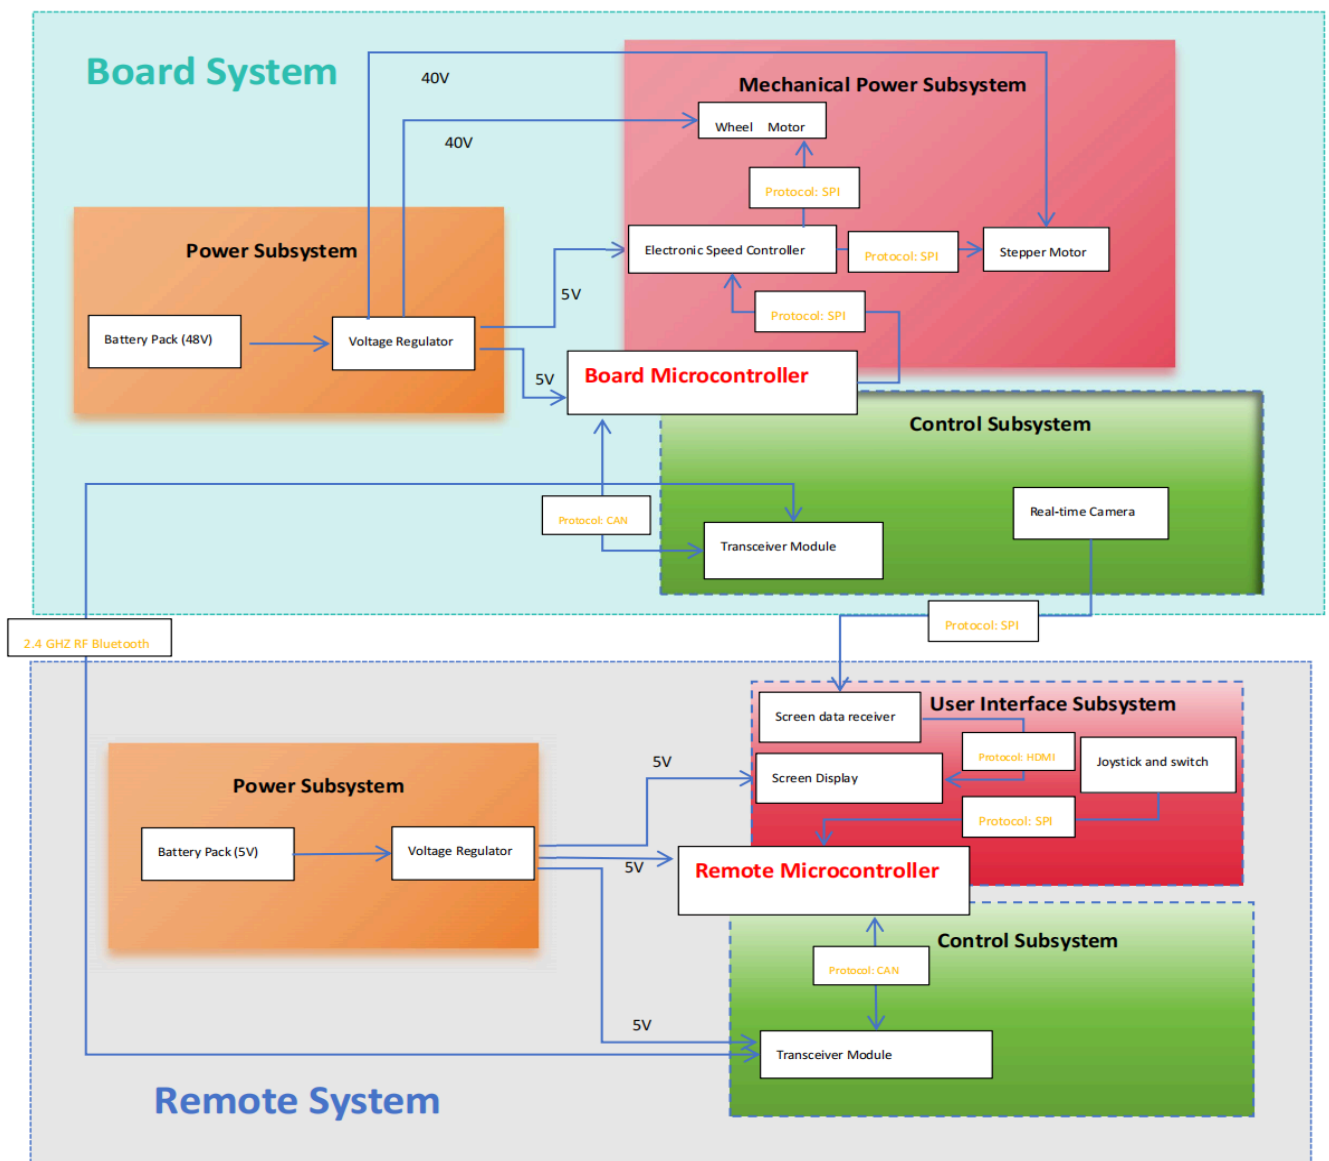 Board System
40V
Mechanical Power Subsystem
Wheel Motor
40V
Protocol: SPI
Power Subsystem
Electronic Speed Controller
Protocol: SPI
Stepper Motor
5V
Protocol: SPI
Battery Pack (48V)
Voltage Regulator
5V
Board Microcontroller
Control Subsystem
Real-time Camera
Protocol: CAN
Transceiver Module
Protocol: SPI
2.4 GHZ RF Bluetooth
User Interface Subsystem
Screen data receiver
Protocol: HDMI
Joystick and switch
5V
Screen Display
Power Subsystem
Protocol: SPI
Battery Pack (5V)
Voltage Regulator
5V
Remote Microcontroller
Control Subsystem
Protocol: CAN
5V
Transceiver Module
Remote System